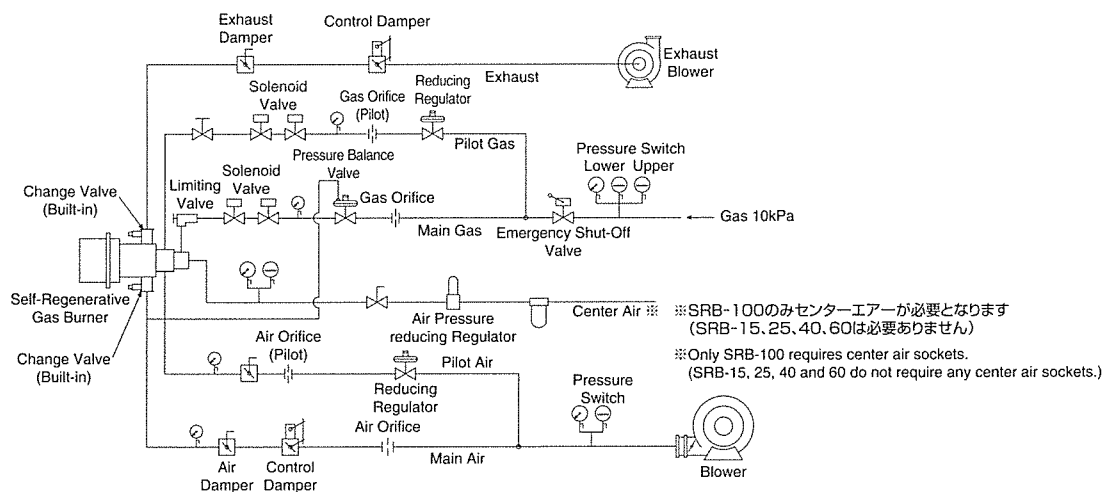 Exhaust
Damper
Control Damper
Exhaust
Exhaust
Blower
Solenoid
Valve
Gas Orifice
(Pilot)
Reducing
Regulator
Pilot Gas
Pressure Switch
Lower Upper
Pressure Balance
Valve
Change Valve
(Built-in)
Limiting
Valve
Solenoid
Valve
Gas Orifice
Main Gas
Emergency Shut-Off
Valve
Gas 10kPa
Self-Regenerative
Gas Burner
Air Pressure
reducing Regulator
Center Air ※
※SRB-100のみセンターエアーが必要となります
(SRB-15、25、40、60は必要ありません)
※Only SRB-100 requires center air sockets.
(SRB-15, 25, 40 and 60 do not require any center air sockets.)
Change Valve
(Built-in)
Air Orifice
(Pilot)
Pilot Air
Reducing
Regulator
Pressure
Switch
Air Orifice
Main Air
Air
Damper
Control
Damper
Blower